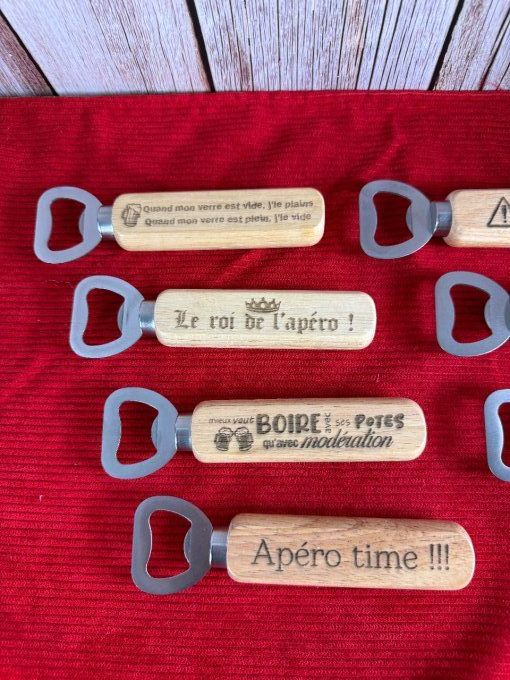 Quand mon verre est vide, j'le plains
Quand mon verre est plein, j'le vide
Le roi de l'apéro !
mieux vaut BOIRE avec ses POTES
qu'avec modération
Apéro time !!!